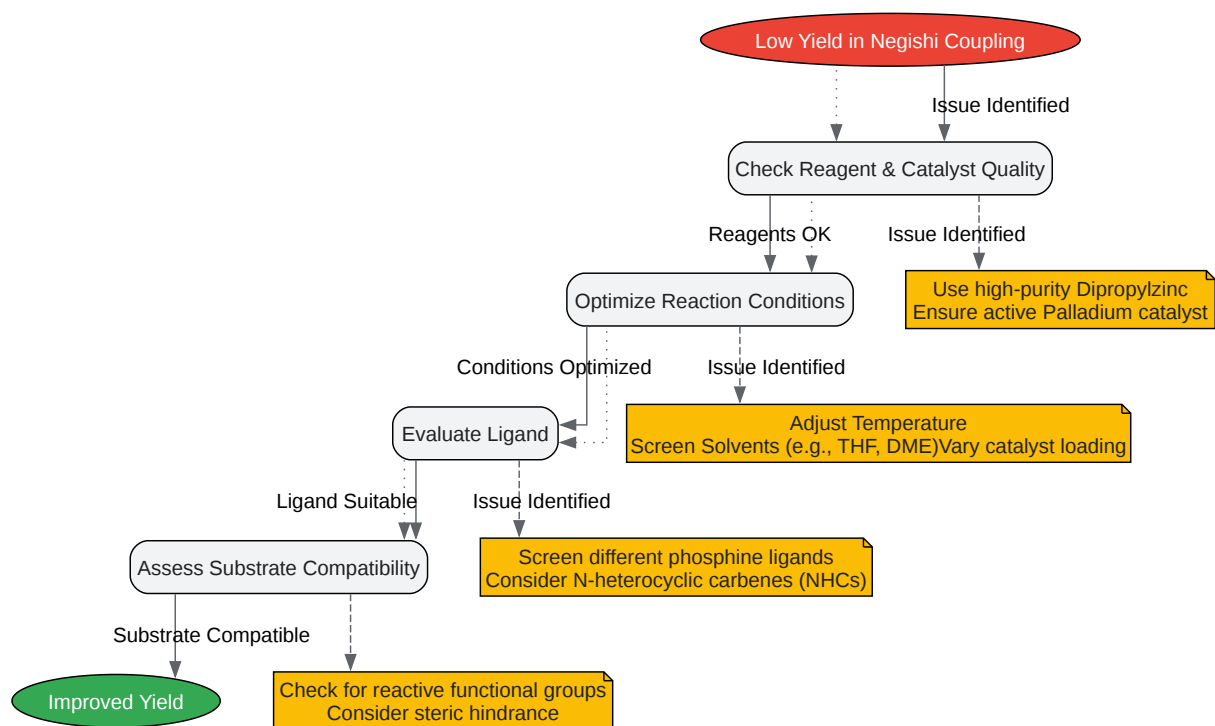 Low Yield in Negishi Coupling
Issue Identified
Check Reagent & Catalyst Quality
Reagents OK
Issue Identified
Use high-purity Dipropylzinc
Ensure active Palladium catalyst
Optimize Reaction Conditions
Conditions Optimized
Issue Identified
Adjust Temperature
Screen Solvents (e.g., THF, DME)Vary catalyst loading
Evaluate Ligand
Ligand Suitable
Issue Identified
Screen different phosphine ligands
Consider N-heterocyclic carbenes (NHCs)
Assess Substrate Compatibility
Substrate Compatible
Check for reactive functional groups
Consider steric hindrance
Improved Yield